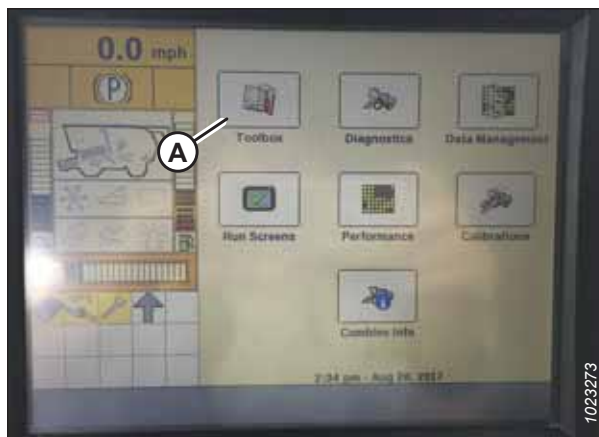 0.0 mph
(P)
A
Toolbox
Diagnostics
Data Management
Run Screens
Performance
Calibrations
Combine Info
2:34 pm - Aug 24, 2017
1023273